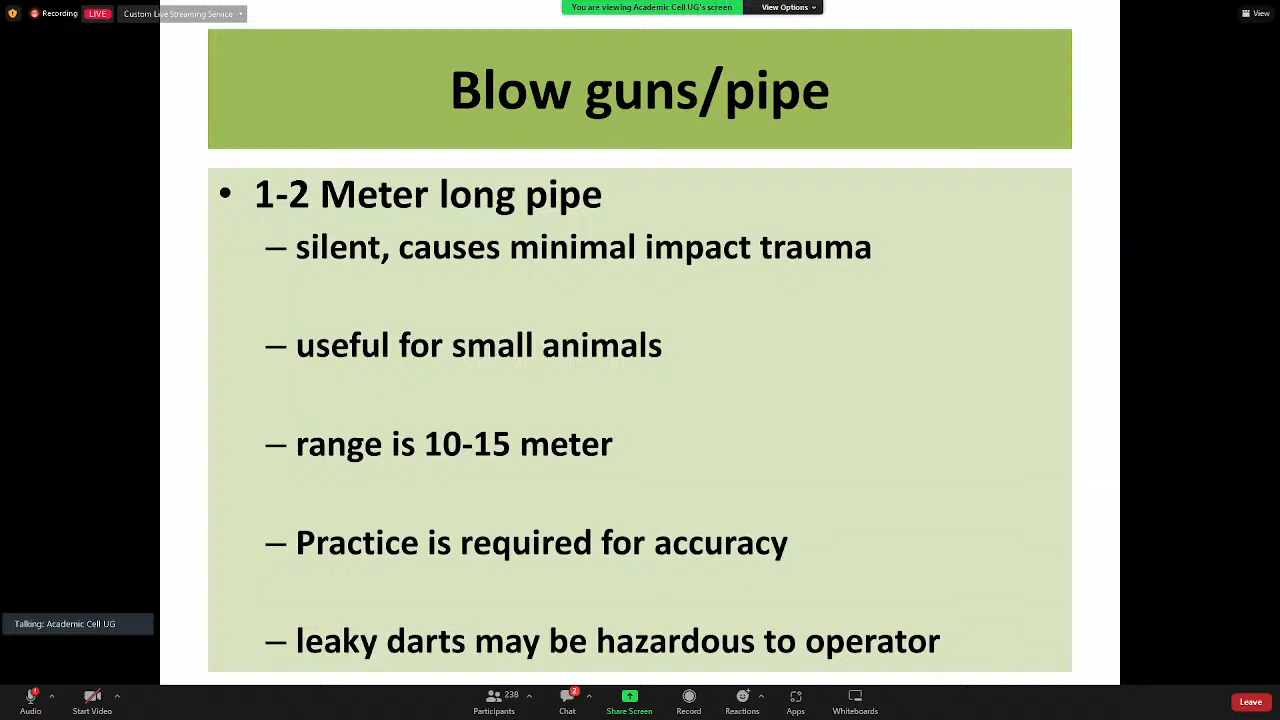 Recording
LIVE
Custom Live Streaming Service
You are viewing Academic Cell UG's screen
View Options
View
Blow guns/pipe
• 1-2 Meter long pipe
– silent, causes minimal impact trauma
– useful for small animals
– range is 10-15 meter
– Practice is required for accuracy
– leaky darts may be hazardous to operator
Talking: Academic Cell UG
Audio
Start Video
238
Participants
2
Chat
Share Screen
Record
Reactions
Apps
Whiteboards
Leave